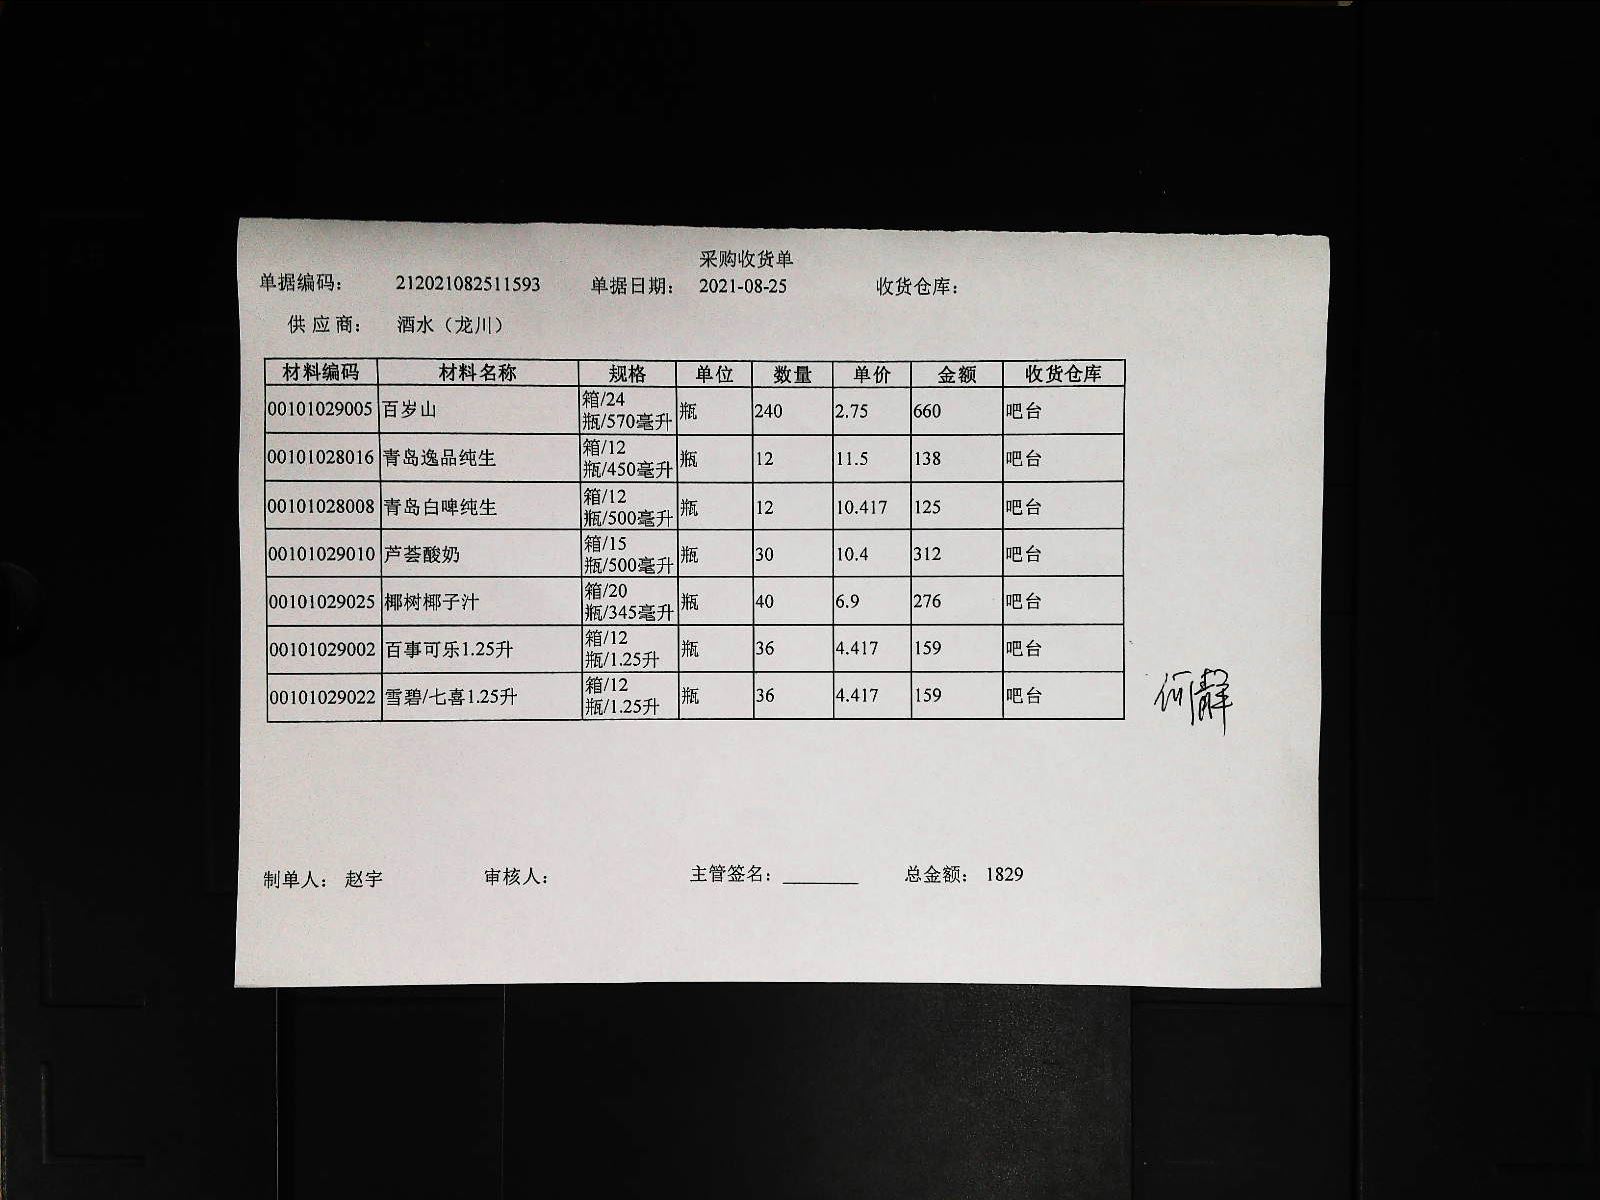 采购收货单
单据编码： 212021082511593 单据日期： 2021-08-25 收货仓库：
供 应 商： 酒水（龙川）
材料编码 材料名称 规格 单位 数量 单价 金额 收货仓库
00101029005 百岁山 箱/24 瓶/570毫升 瓶 240 2.75 660 吧台
00101028016 青岛逸品纯生 箱/12 瓶/450毫升 瓶 12 11.5 138 吧台
00101028008 青岛白啤纯生 箱/12 瓶/500毫升 瓶 12 10.417 125 吧台
00101029010 芦荟酸奶 箱/15 瓶/500毫升 瓶 30 10.4 312 吧台
00101029025 椰树椰子汁 箱/20 瓶/345毫升 瓶 40 6.9 276 吧台
00101029002 百事可乐1.25升 箱/12 瓶/1.25升 瓶 36 4.417 159 吧台
00101029022 雪碧/七喜1.25升 箱/12 瓶/1.25升 瓶 36 4.417 159 吧台
何静
制单人： 赵宇 审核人： 主管签名：________ 总金额： 1829